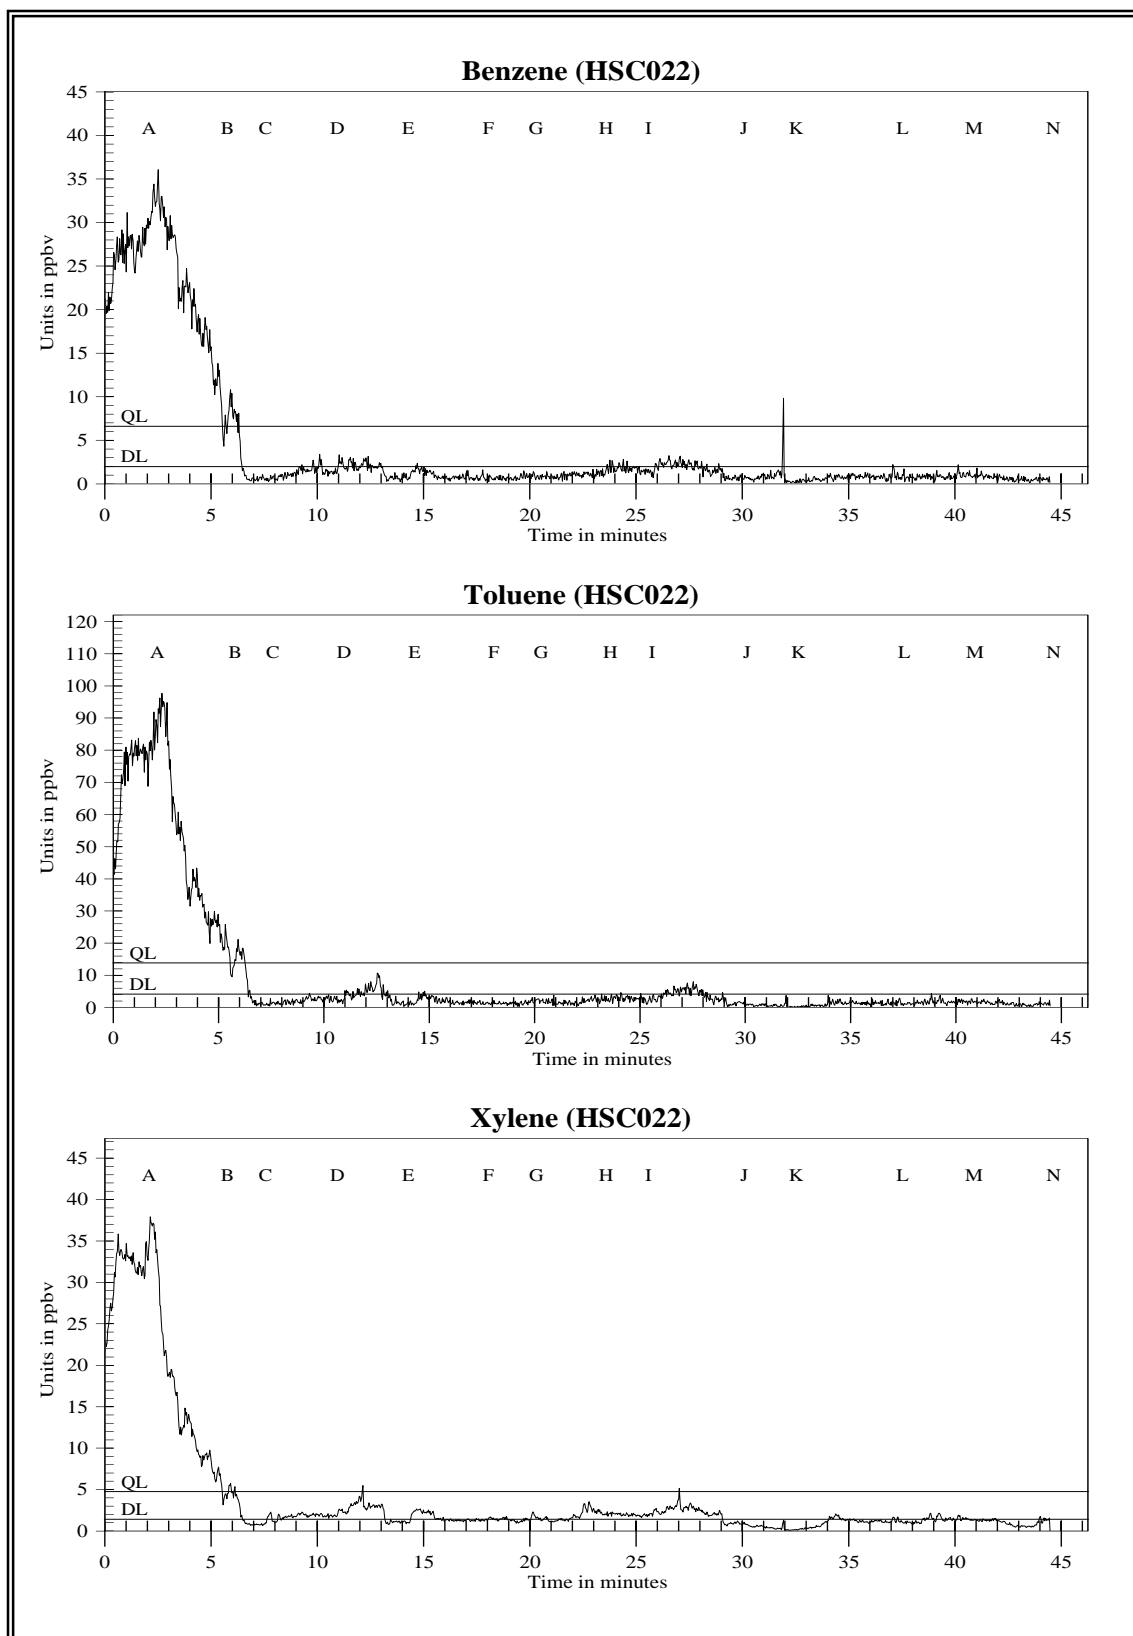 Benzene (HSC022)
45
A B C D E F G H I J K L M N
40
35
30
25
20
15
10
QL
5
DL
0
Units in ppbv
0 5 10 15 20 25 30 35 40 45
Time in minutes
Toluene (HSC022)
120
110
A B C D E F G H I J K L M N
100
90
80
70
60
50
40
30
20
QL
10
DL
0
Units in ppbv
0 5 10 15 20 25 30 35 40 45
Time in minutes
Xylene (HSC022)
45
A B C D E F G H I J K L M N
40
35
30
25
20
15
10
QL
5
DL
0
Units in ppbv
0 5 10 15 20 25 30 35 40 45
Time in minutes